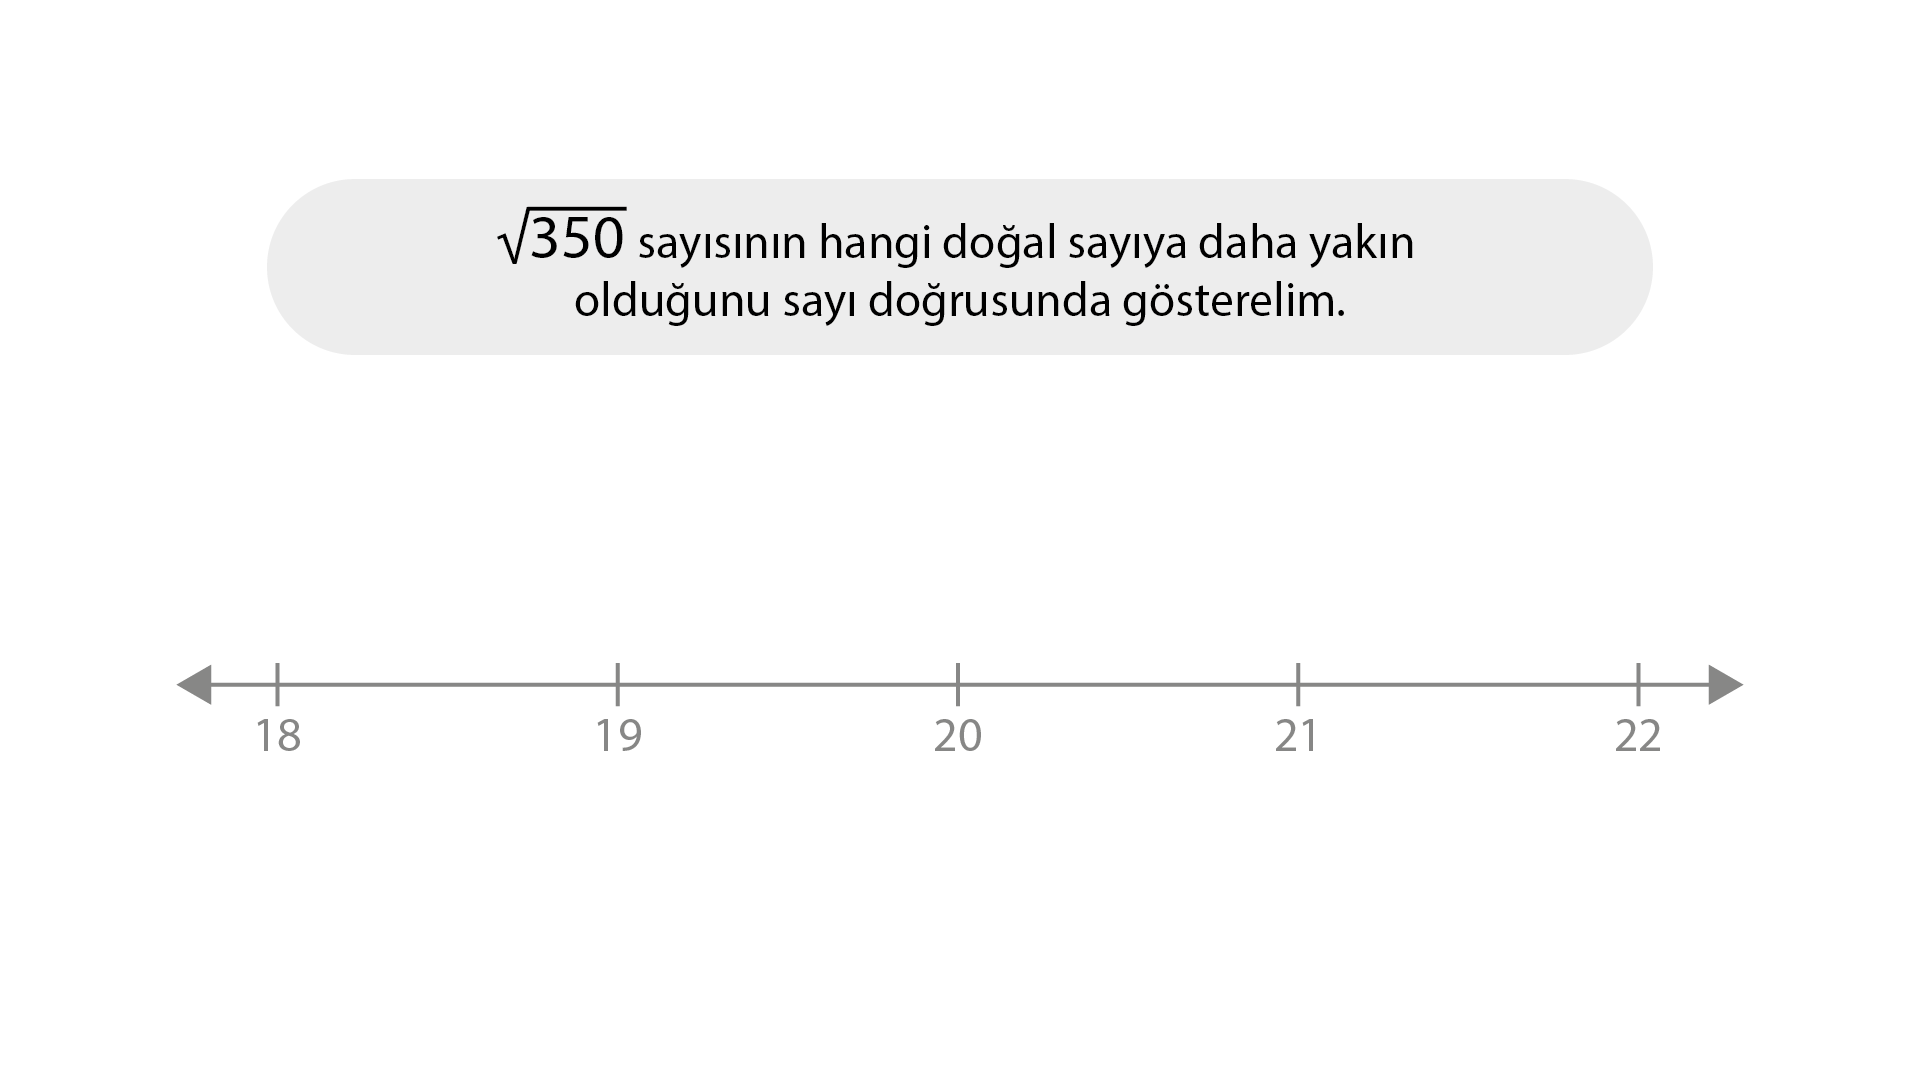 √350 sayısının hangi doğal sayıya daha yakın
olduğunu sayı doğrusunda gösterelim.
18 19 20 21 22